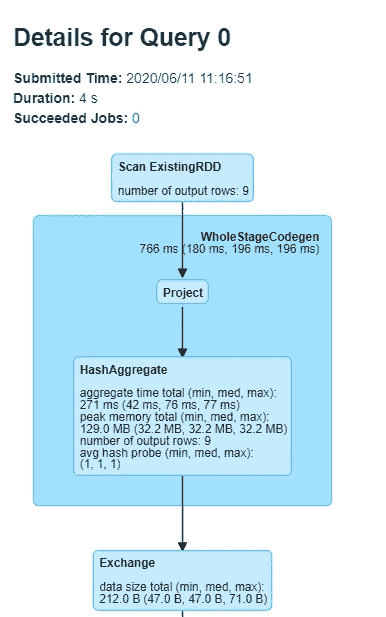 Details for Query 0
Submitted Time: 2020/06/11 11:16:51
Duration: 4 s
Succeeded Jobs: 0
Scan ExistingRDD
number of output rows: 9
WholeStageCodegen
766 ms (180 ms, 196 ms, 196 ms)
Project
HashAggregate
aggregate time total (min, med, max):
271 ms (42 ms, 76 ms, 77 ms)
peak memory total (min, med, max):
129.0 MB (32.2 MB, 32.2 MB, 32.2 MB)
number of output rows: 9
avg hash probe (min, med, max):
(1, 1, 1)
Exchange
data size total (min, med, max):
212.0 B (47.0 B, 47.0 B, 71.0 B)